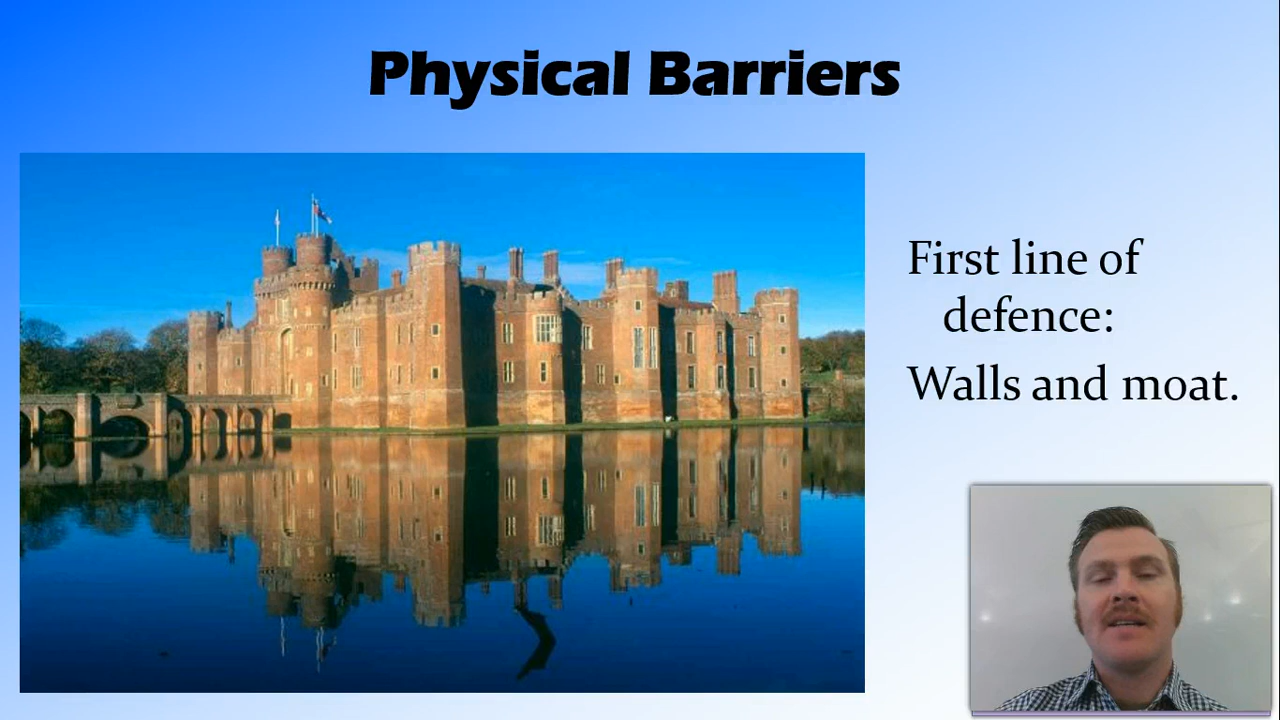 Physical Barriers
First line of
defence:
Walls and moat.